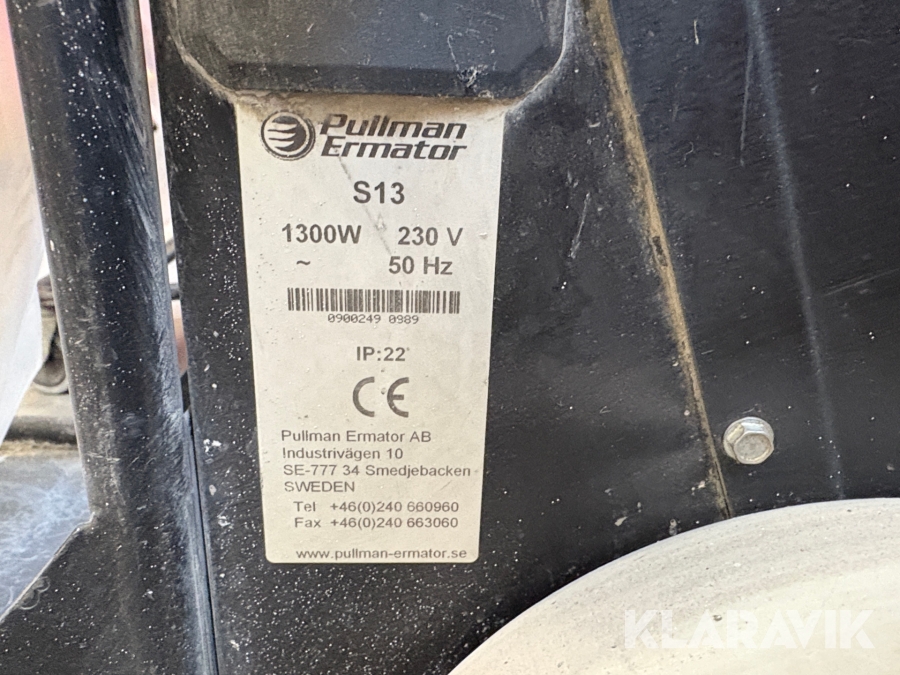 Pullman
Ermator
S13
1300W 230 V
~ 50 Hz
0900249 0989
IP:22
CE
Pullman Ermator AB
Industrivägen 10
SE-777 34 Smedjebacken
SWEDEN
Tel +46(0)240 660960
Fax +46(0)240 663060
www.pullman-ermator.se
KLARAVIK